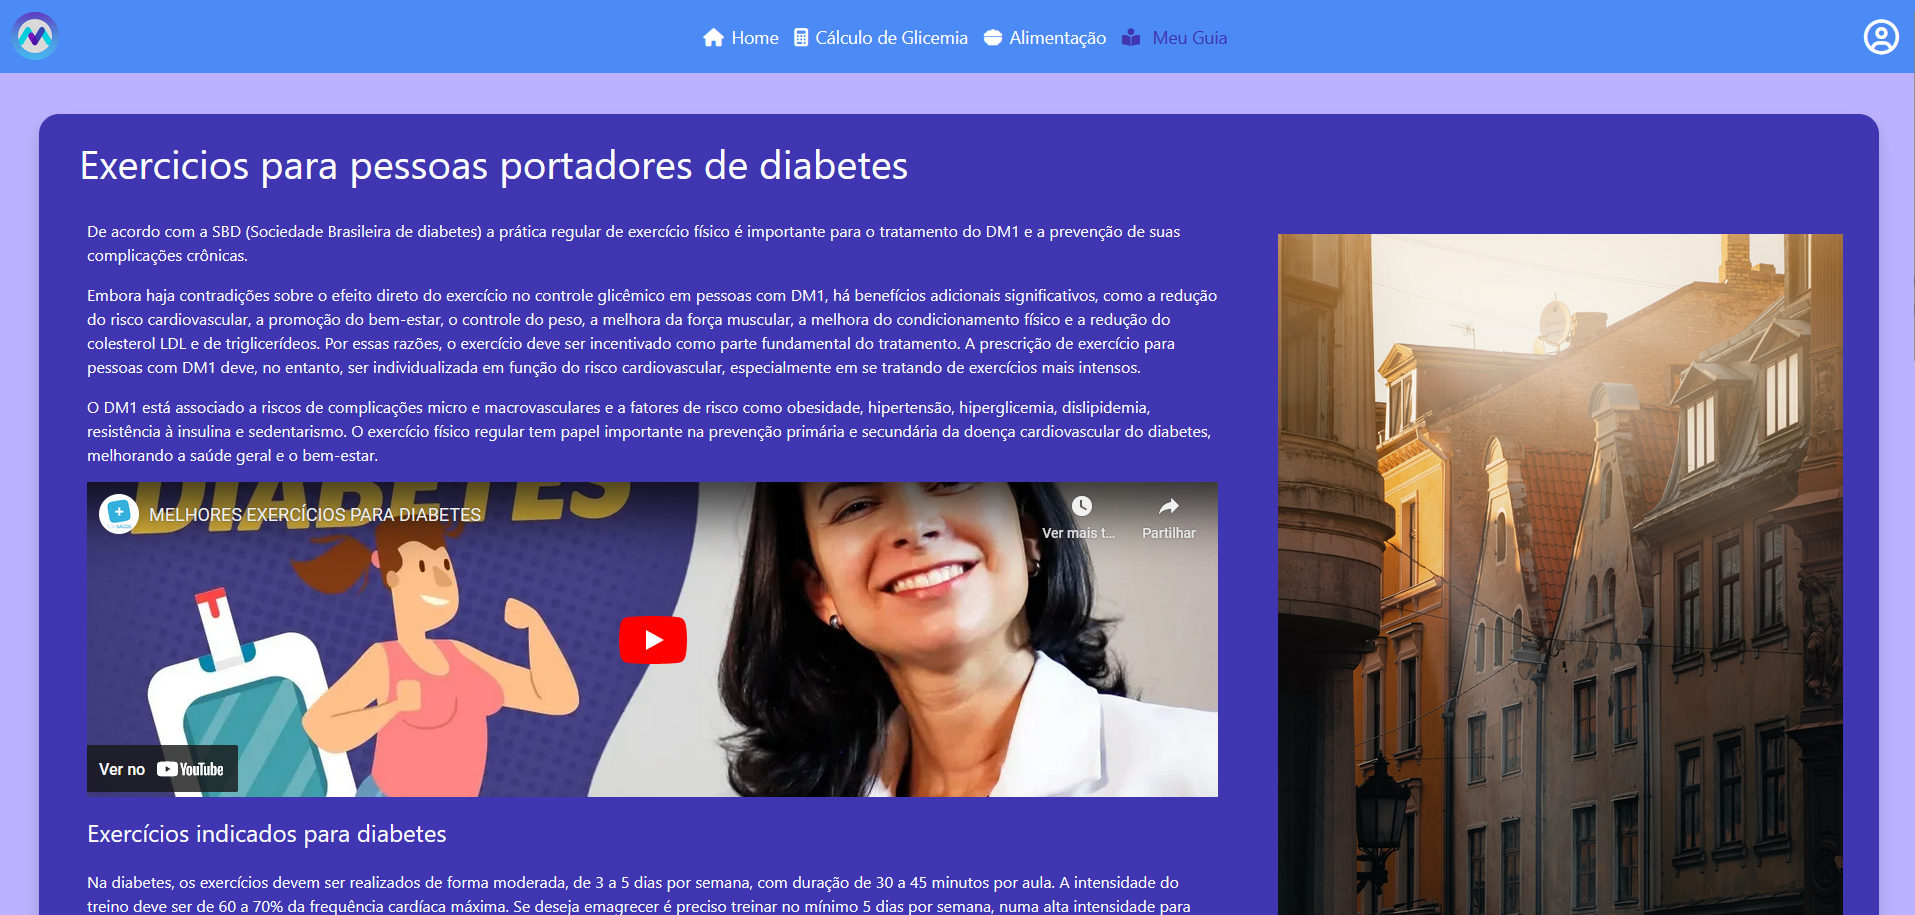 Home Cálculo de Glicemia Alimentação Meu Guia
Exercicios para pessoas portadores de diabetes
De acordo com a SBD (Sociedade Brasileira de diabetes) a prática regular de exercício físico é importante para o tratamento do DM1 e a prevenção de suas
complicações crônicas.
Embora haja contradições sobre o efeito direto do exercício no controle glicêmico em pessoas com DM1, há benefícios adicionais significativos, como a redução
do risco cardiovascular, a promoção do bem-estar, o controle do peso, a melhora da força muscular, a melhora do condicionamento físico e a redução do
colesterol LDL e de triglicerídeos. Por essas razões, o exercício deve ser incentivado como parte fundamental do tratamento. A prescrição de exercício para
pessoas com DM1 deve, no entanto, ser individualizada em função do risco cardiovascular, especialmente em se tratando de exercícios mais intensos.
O DM1 está associado a riscos de complicações micro e macrovasculares e a fatores de risco como obesidade, hipertensão, hiperglicemia, dislipidemia,
resistência à insulina e sedentarismo. O exercício físico regular tem papel importante na prevenção primária e secundária da doença cardiovascular do diabetes,
melhorando a saúde geral e o bem-estar.
DIABETES
MELHORES EXERCÍCIOS PARA DIABETES
Ver mais t... Partilhar
Ver no YouTube
Exercícios indicados para diabetes
Na diabetes, os exercícios devem ser realizados de forma moderada, de 3 a 5 dias por semana, com duração de 30 a 45 minutos por aula. A intensidade do
treino deve ser de 60 a 70% da frequência cardíaca máxima. Se deseja emagrecer é preciso treinar no mínimo 5 dias por semana, numa alta intensidade para